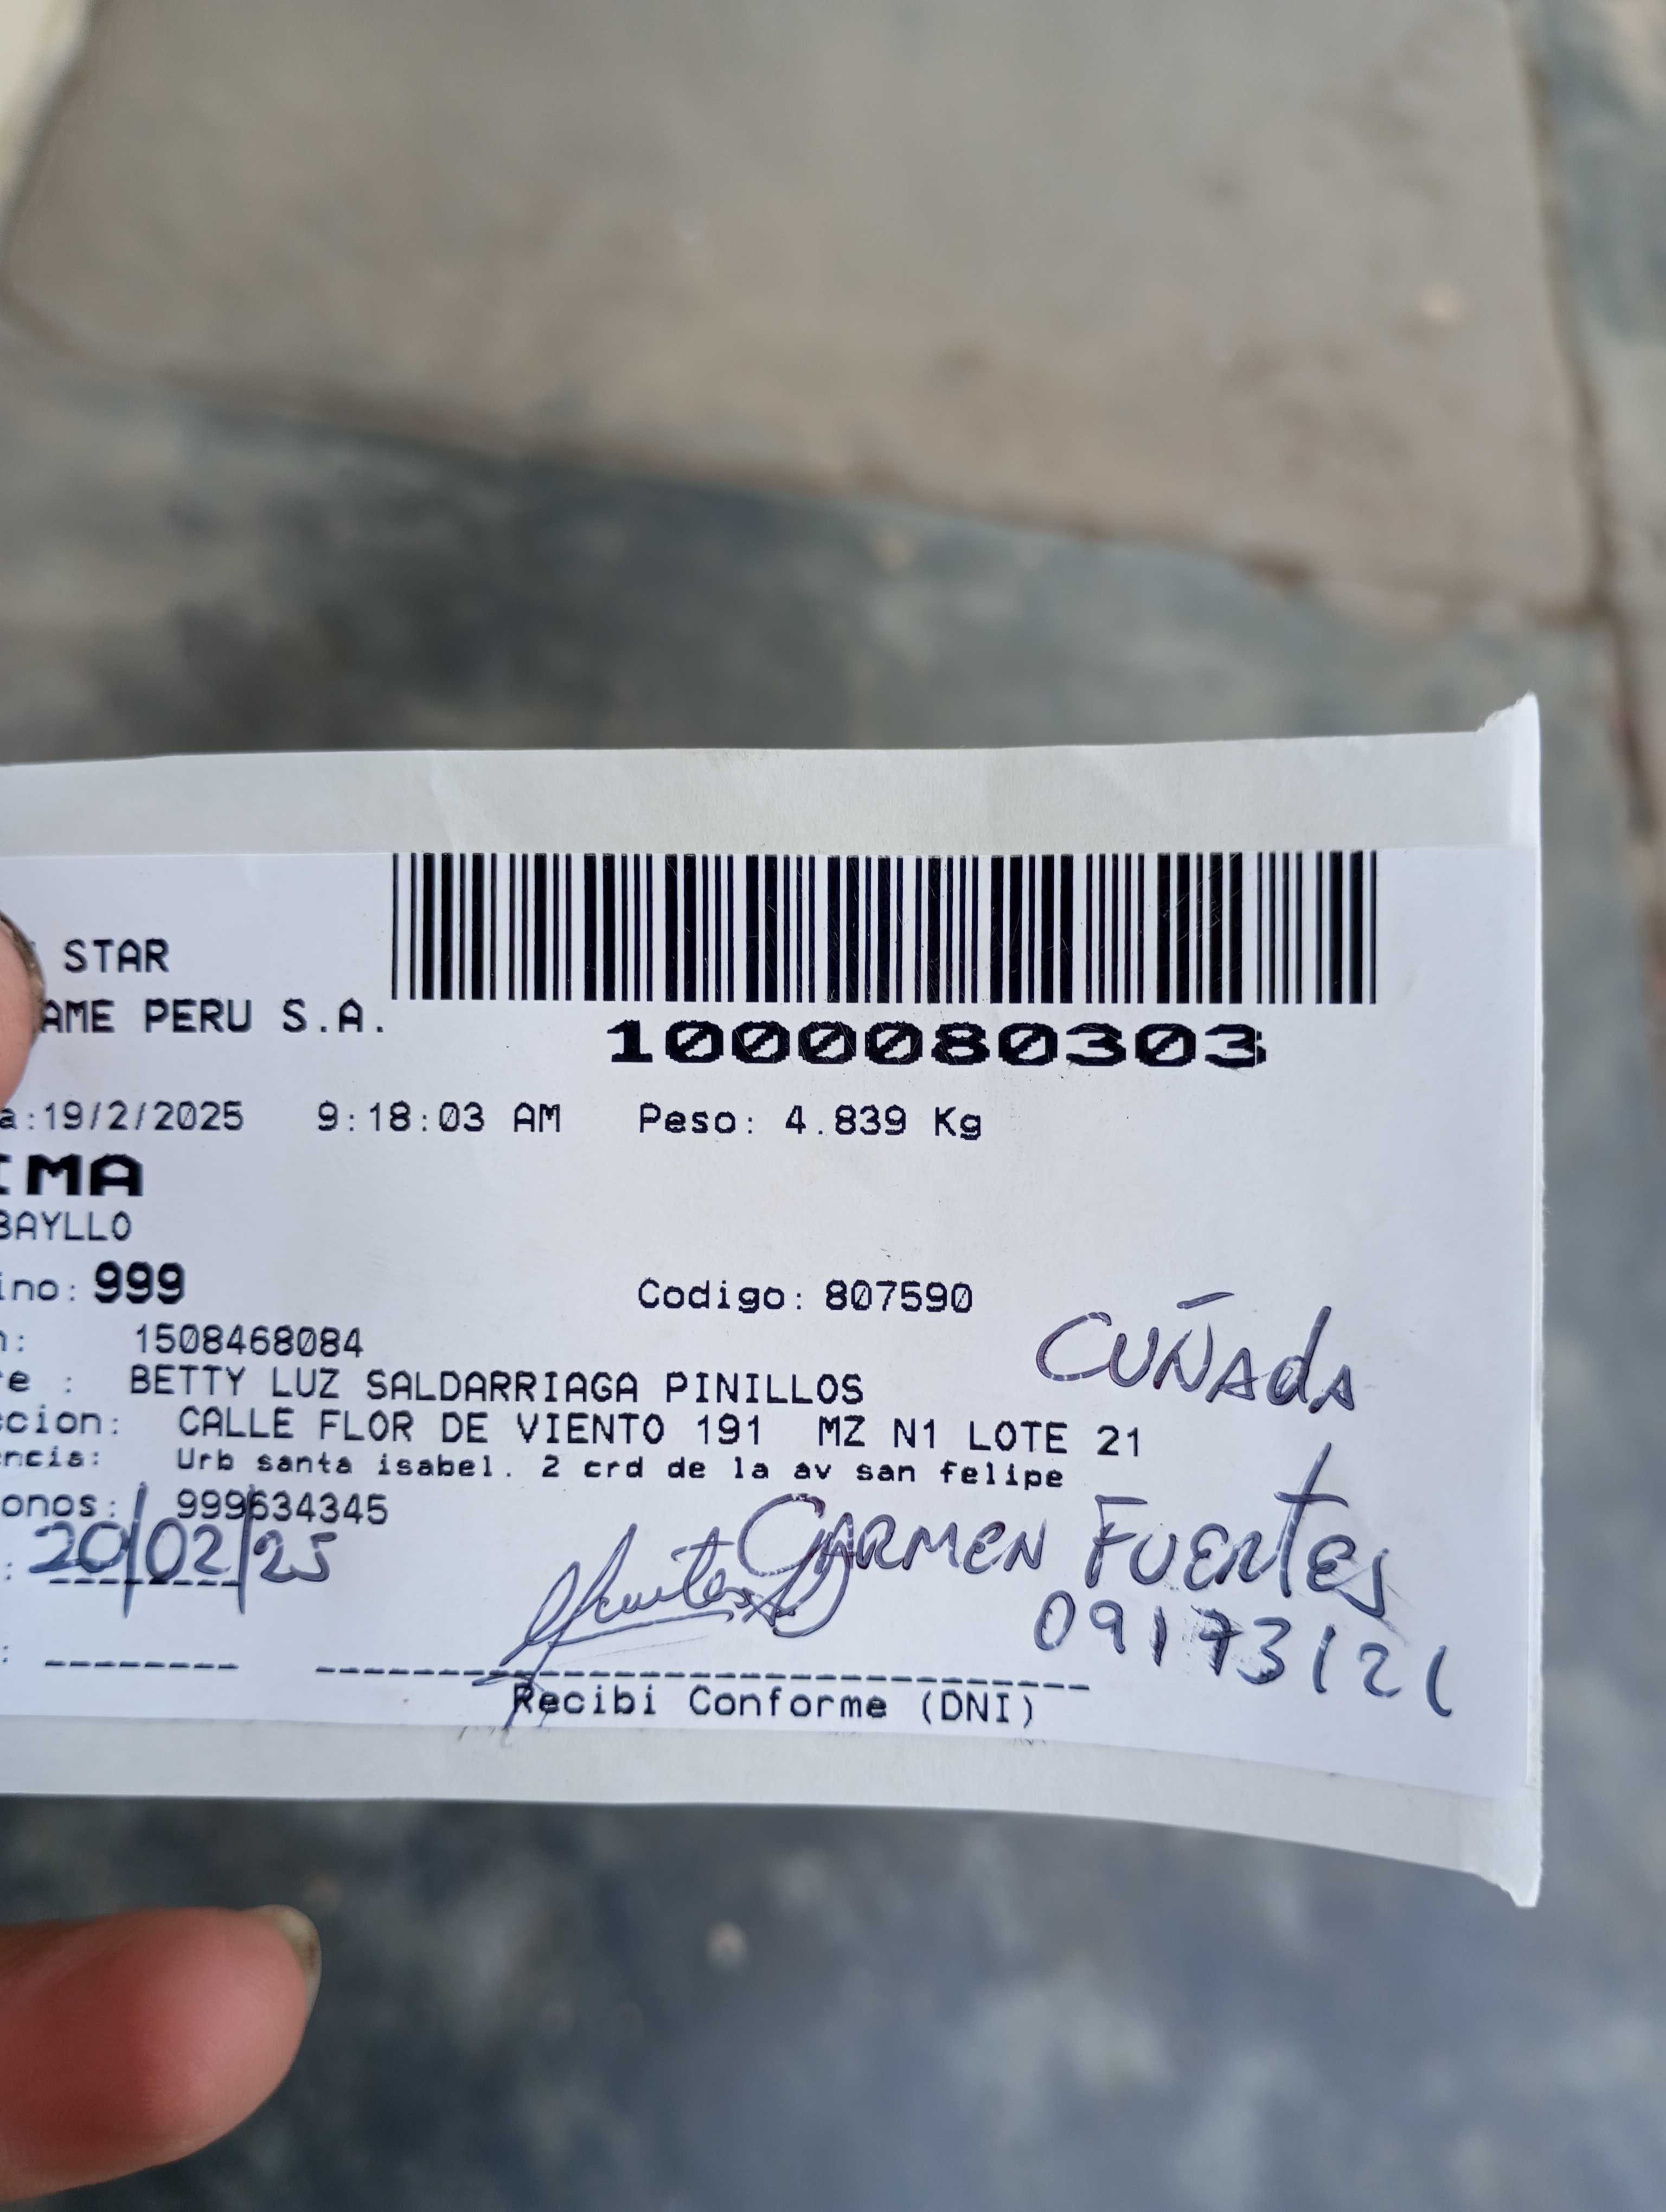 STAR
AME PERU S.A.
1000080303
a:19/2/2025 9:18:03 AM Peso: 4.839 Kg
IMA
BAYLLO
ino: 999 Codigo: 807590
CUÑAdA
n: 1508468084
re : BETTY LUZ SALDARRIAGA PINILLOS
cion: CALLE FLOR DE VIENTO 191 MZ N1 LOTE 21
encia: Urb santa isabel. 2 crd de la av san felipe
onos: 999634345
: 20/02/25 CARMEN FUERtES
09173121
: -------- ------------------------
Recibi Conforme (DNI)